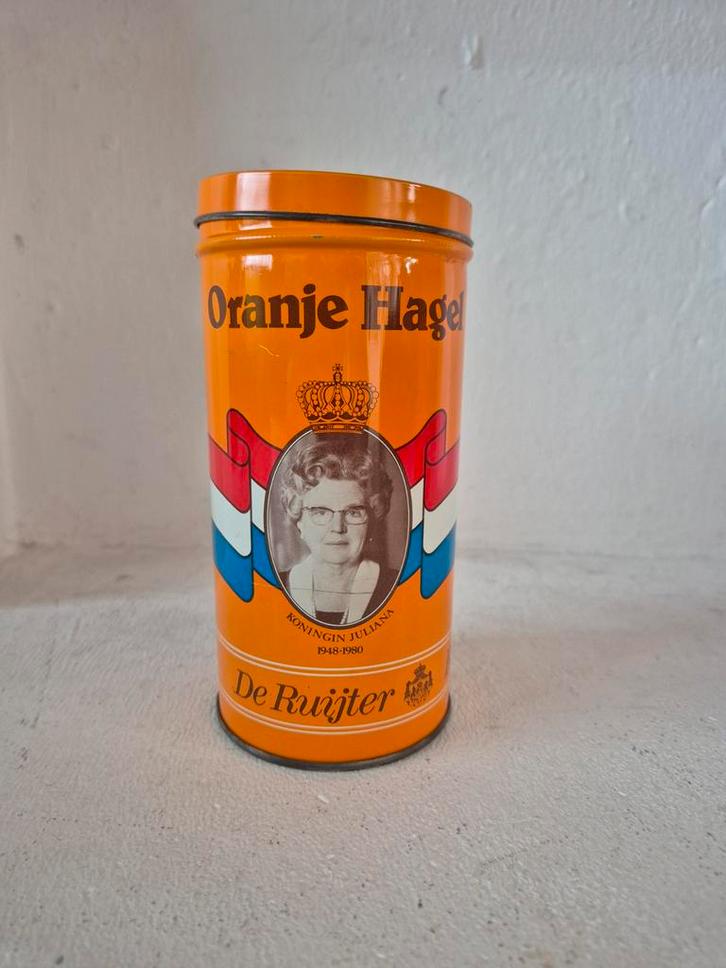 Oranje Hagel
KONINGIN JULIANA
1948-1980
De Ruijter